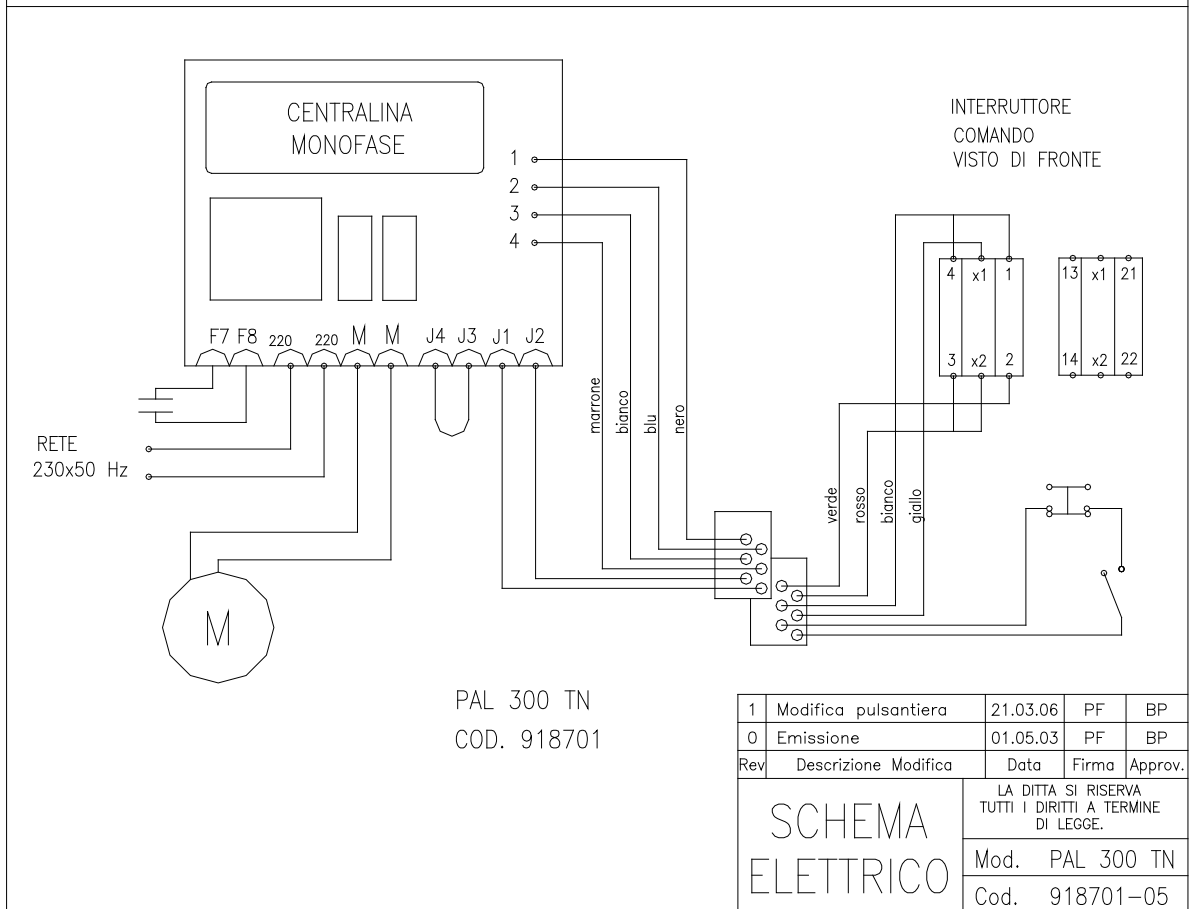 CENTRALINA
MONOFASE
1
2
3
4
F7 F8 220 220 M M J4 J3 J1 J2
RETE
230x50 Hz
M
marrone
bianco
blu
nero
INTERRUTTORE
COMANDO
VISTO DI FRONTE
4 x1 1
3 x2 2
13 x1 21
14 x2 22
verde
rosso
bianco
giallo
PAL 300 TN
COD. 918701
1 Modifica pulsantiera 21.03.06 PF BP
0 Emissione 01.05.03 PF BP
Rev Descrizione Modifica Data Firma Approv.
SCHEMA
ELETTRICO
LA DITTA SI RISERVA
TUTTI I DIRITTI A TERMINE
DI LEGGE.
Mod. PAL 300 TN
Cod. 918701-05